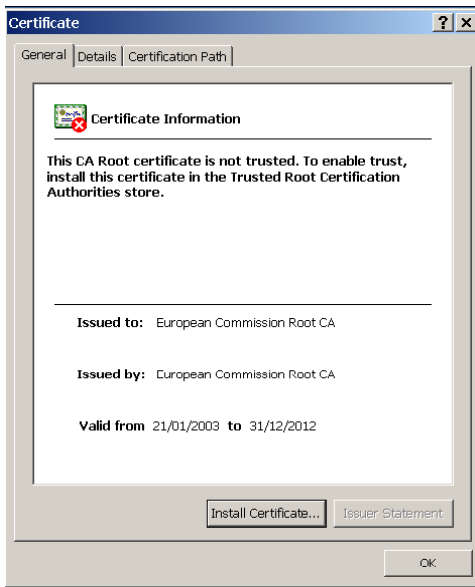 Certificate
General Details Certification Path
Certificate Information
This CA Root certificate is not trusted. To enable trust,
install this certificate in the Trusted Root Certification
Authorities store.
Issued to: European Commission Root CA
Issued by: European Commission Root CA
Valid from 21/01/2003 to 31/12/2012
Install Certificate... Issuer Statement
OK